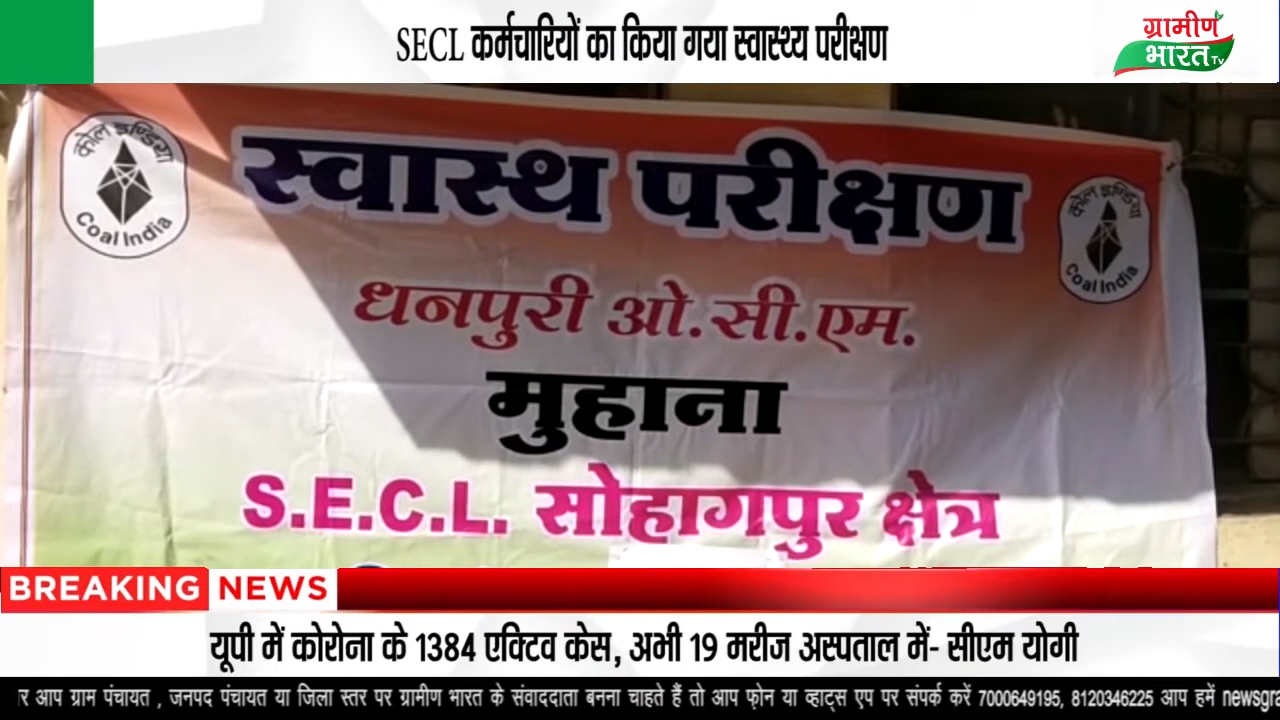 SECL कर्मचारियों का किया गया स्वास्थ्य परीक्षण
ग्रामीण
भारत TV
कोल इण्डिया
Coal India
स्वास्थ परीक्षण
कोल इण्डिया
Coal India
धनपुरी ओ.सी.एम.
मुहाना
S.E.C.L. सोहागपुर क्षेत्र
BREAKING NEWS
यूपी में कोरोना के 1384 एक्टिव केस, अभी 19 मरीज अस्पताल में- सीएम योगी
आप ग्राम पंचायत , जनपद पंचायत या जिला स्तर पर ग्रामीण भारत के संवाददाता बनना चाहते हैं तो आप फ़ोन या व्हाट्स एप पर संपर्क करें 7000649195, 8120346225 आप हमें newsgra